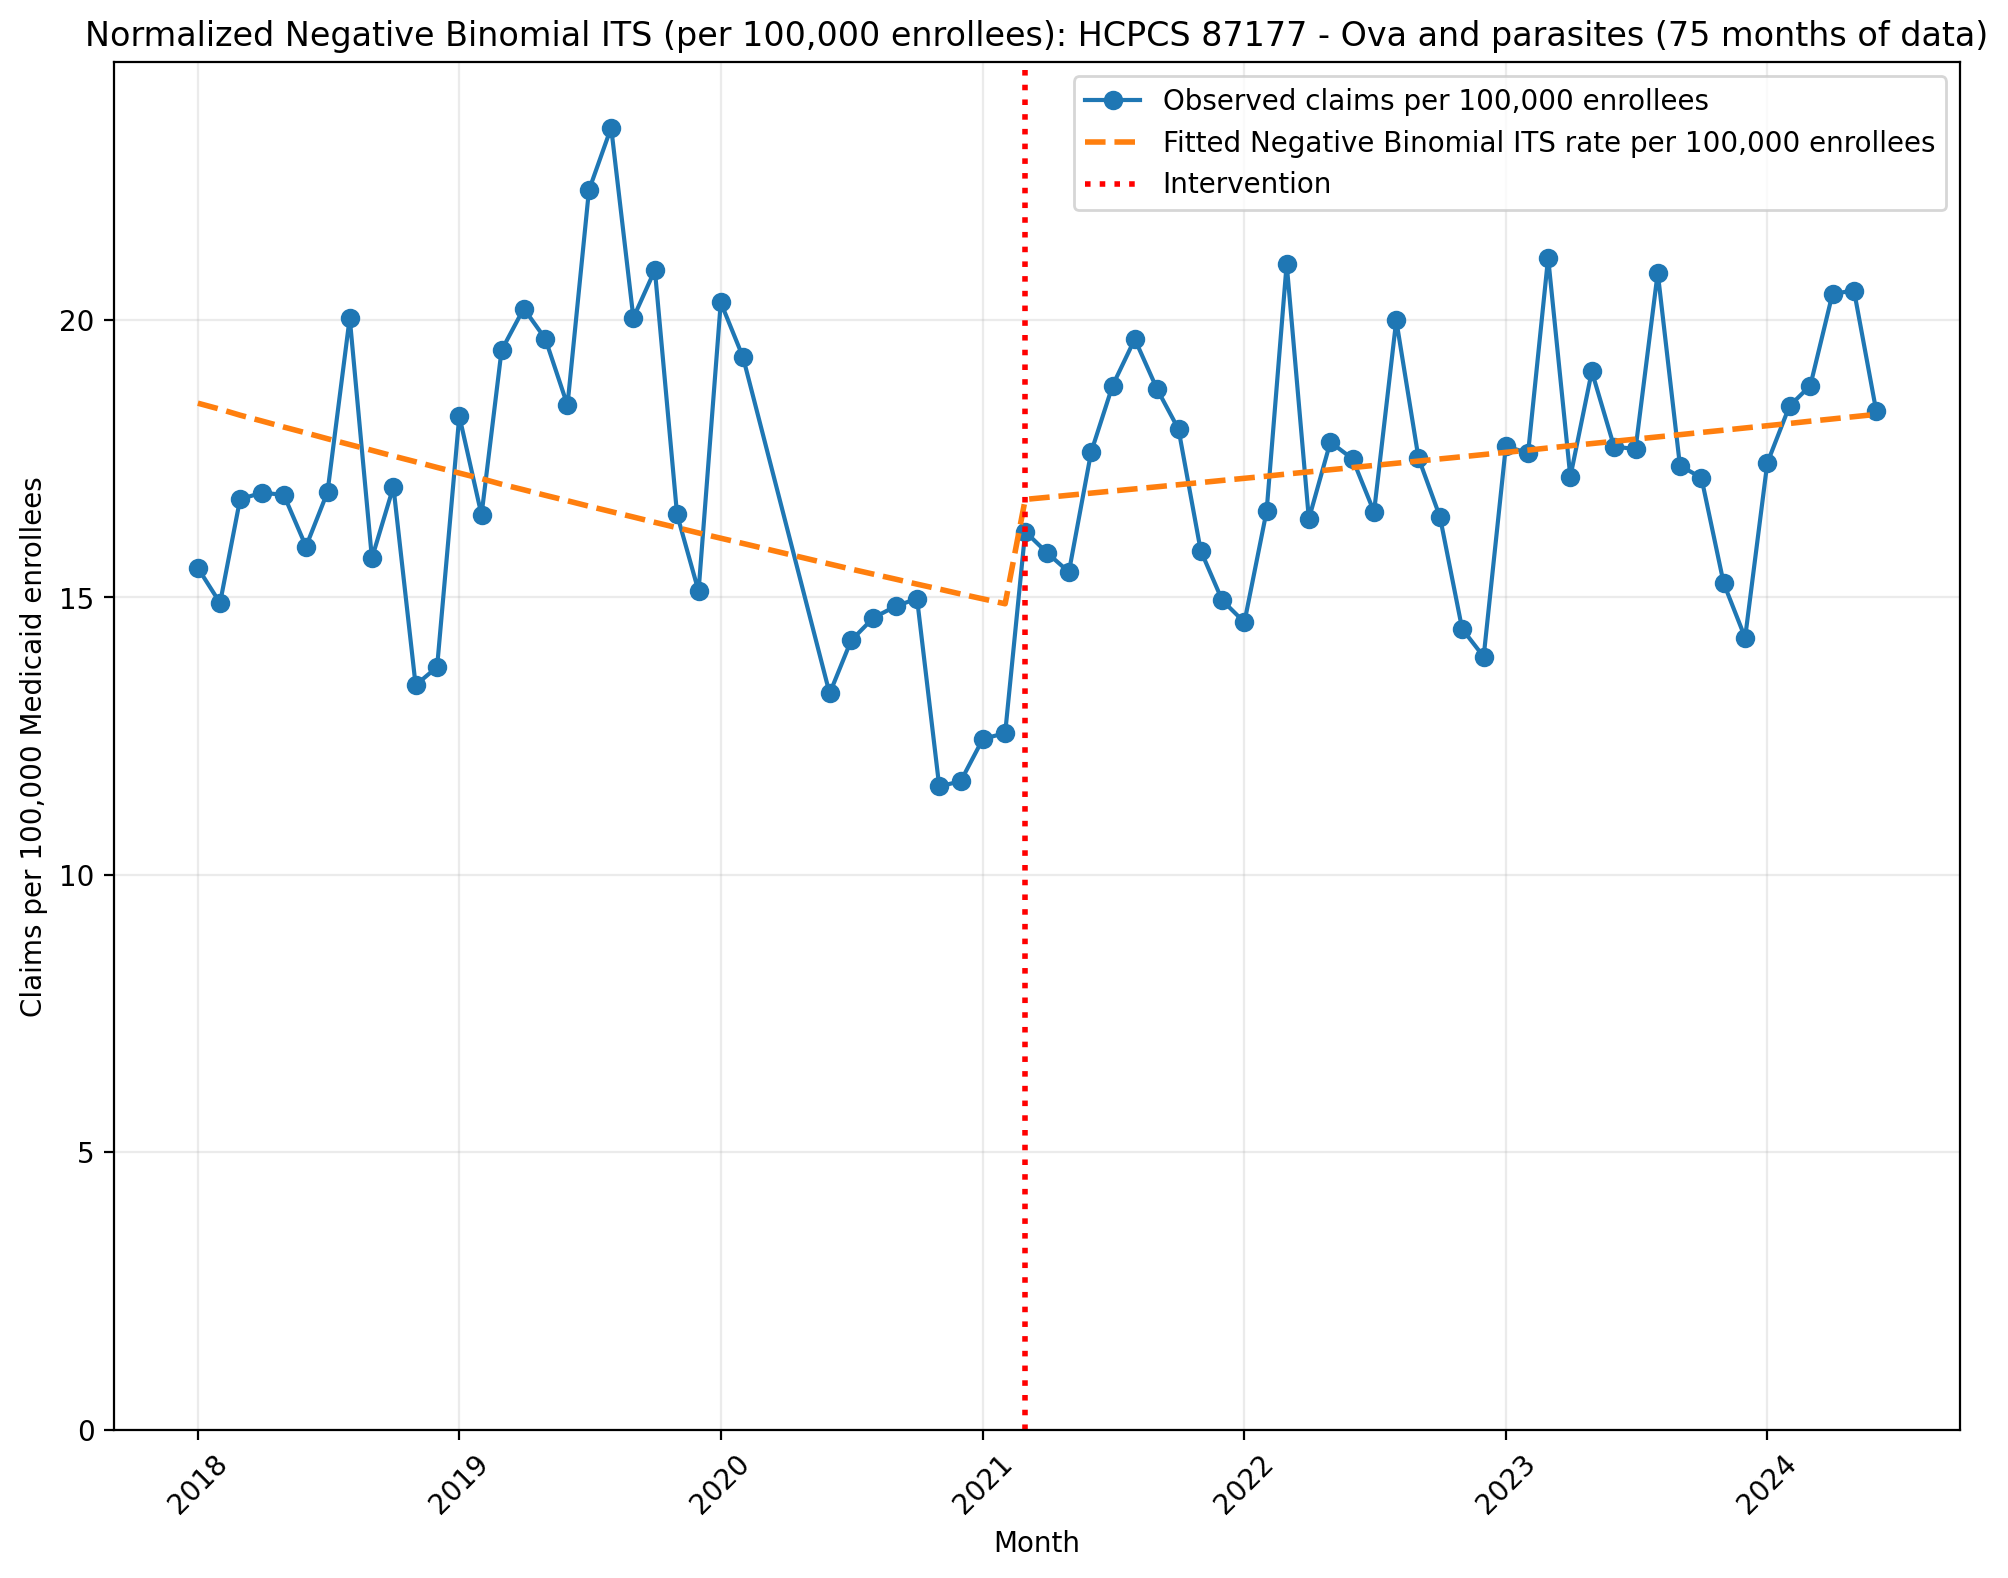 Normalized Negative Binomial ITS (per 100,000 enrollees): HCPCS 87177 - Ova and parasites (75 months of data)
Observed claims per 100,000 enrollees
Fitted Negative Binomial ITS rate per 100,000 enrollees
Intervention
Claims per 100,000 Medicaid enrollees
20
15
10
5
0
2018
2019
2020
2021
2022
2023
2024
Month